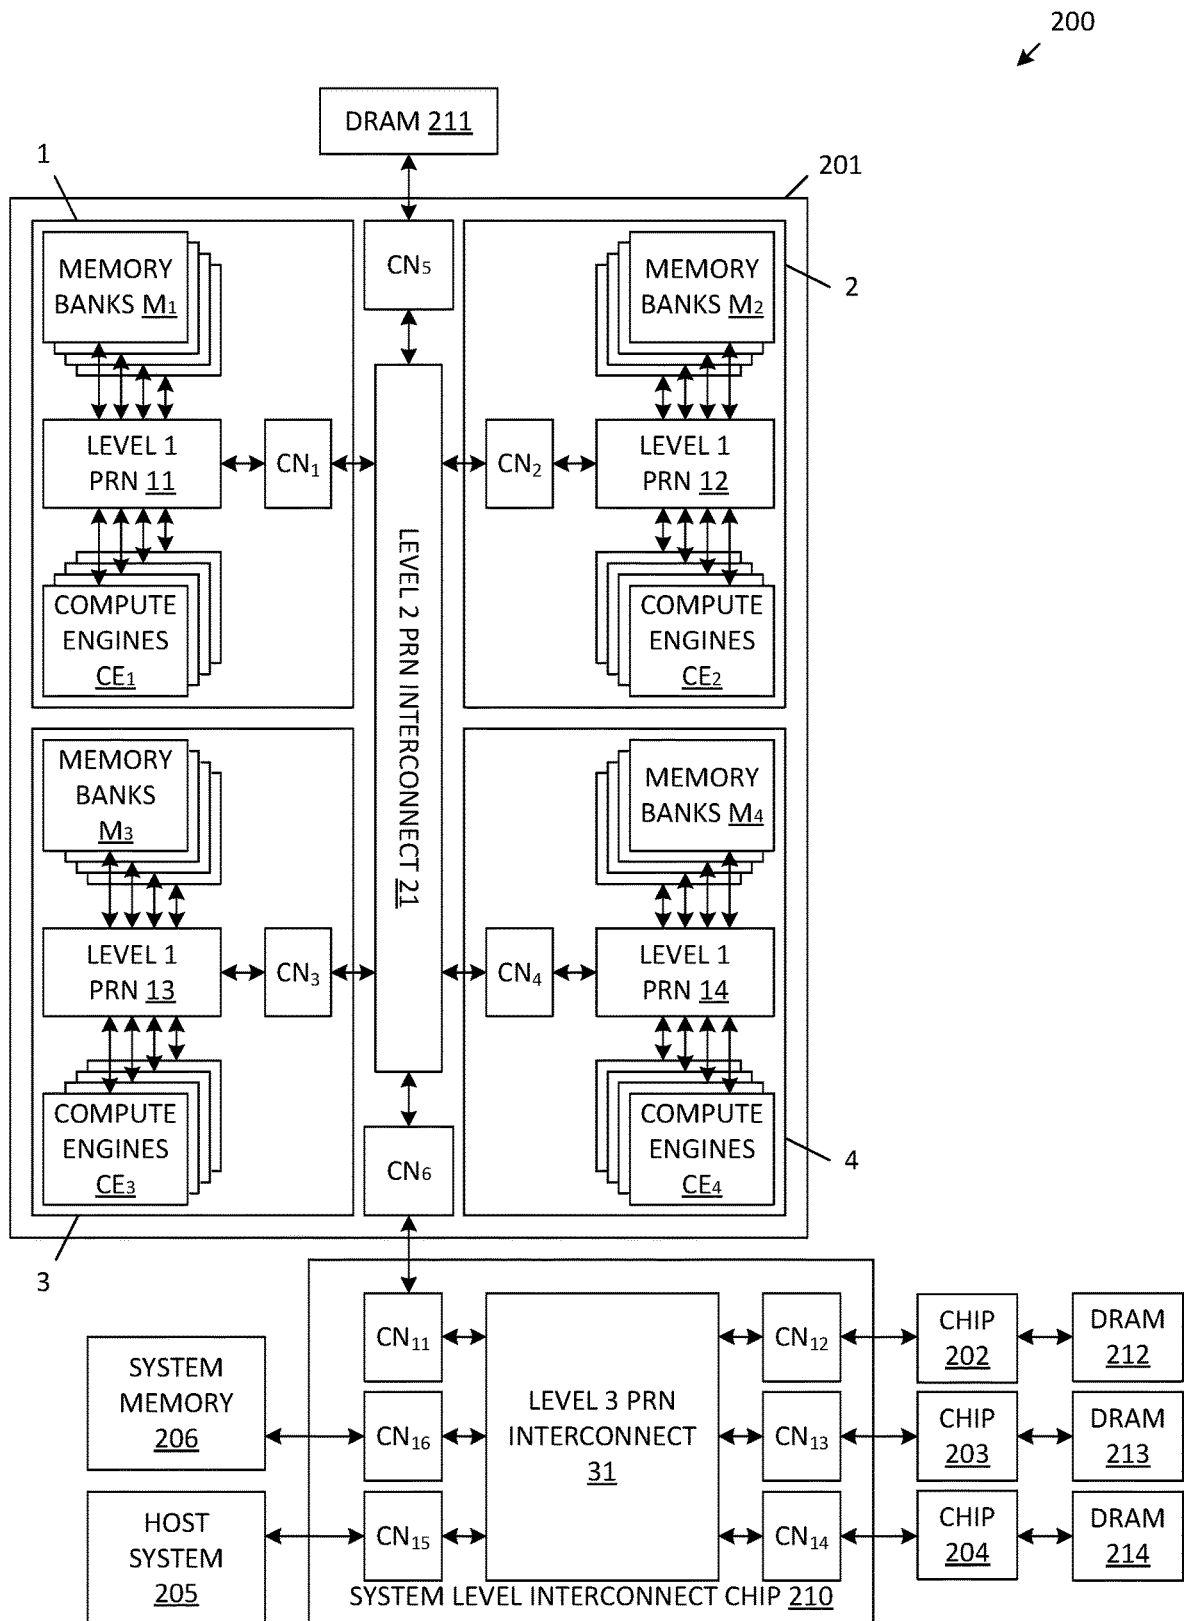 200
DRAM 211
1
201
MEMORY
BANKS M1
CN5
MEMORY
BANKS M2
2
LEVEL 1
PRN 11
CN1
CN2
LEVEL 1
PRN 12
COMPUTE
ENGINES
CE1
LEVEL 2 PRN INTERCONNECT 21
COMPUTE
ENGINES
CE2
MEMORY
BANKS
M3
MEMORY
BANKS M4
LEVEL 1
PRN 13
CN3
CN4
LEVEL 1
PRN 14
COMPUTE
ENGINES
CE3
CN6
COMPUTE
ENGINES
CE4
4
3
SYSTEM
MEMORY
206
HOST
SYSTEM
205
CN11
CN16
CN15
LEVEL 3 PRN
INTERCONNECT
31
CN12
CN13
CN14
CHIP
202
DRAM
212
CHIP
203
DRAM
213
CHIP
204
DRAM
214
SYSTEM LEVEL INTERCONNECT CHIP 210